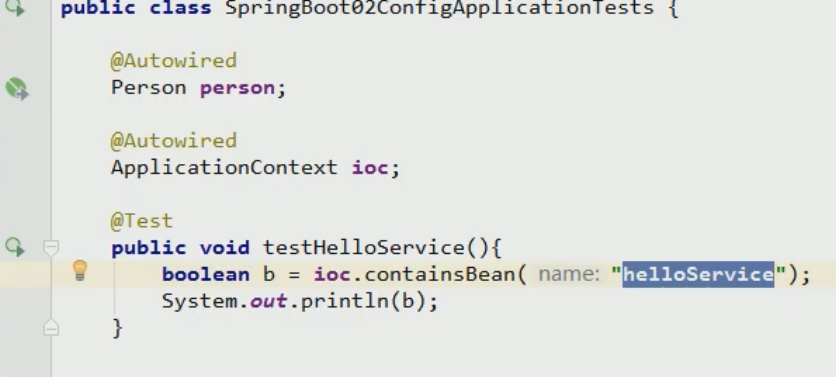 public class SpringBoot02ConfigApplicationTests {
@Autowired
Person person;
@Autowired
ApplicationContext ioc;
@Test
public void testHelloService(){
boolean b = ioc.containsBean( name: "helloService");
System.out.println(b);
}